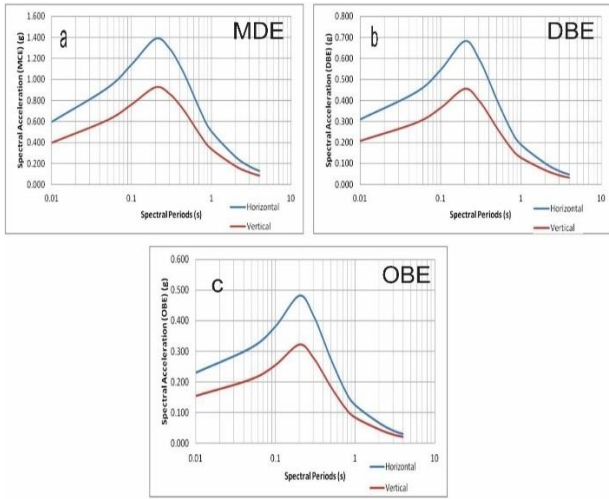 a
MDE
Spectral Acceleration (MCE) (g)
1.600
1.400
1.200
1.000
0.800
0.600
0.400
0.200
0.000
0.01 0.1 1 10
Spectral Periods (s)
Horizontal
Vertical
b
DBE
Spectral Acceleration (DBE) (g)
0.800
0.700
0.600
0.500
0.400
0.300
0.200
0.100
0.000
0.01 0.1 1 10
Spectral Periods (s)
Horizontal
Vertical
c
OBE
Spectral Acceleration (OBE) (g)
0.600
0.500
0.400
0.300
0.200
0.100
0.000
0.01 0.1 1 10
Spectral Periods (s)
Horizontal
Vertical